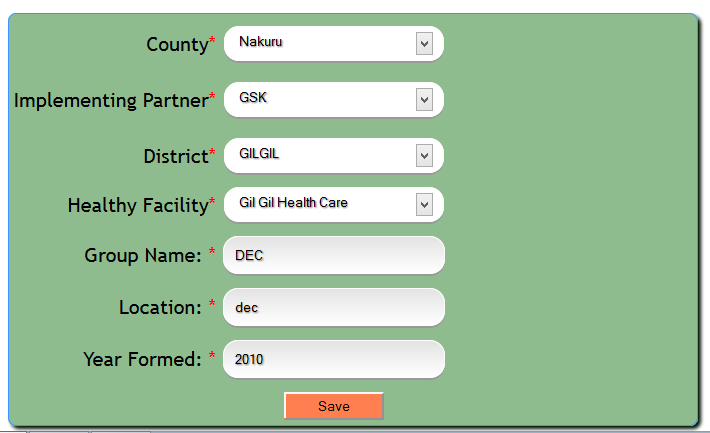 County* Nakuru
Implementing Partner* GSK
District* GILGIL
Healthy Facility* Gil Gil Health Care
Group Name: * DEC
Location: * dec
Year Formed: * 2010
Save